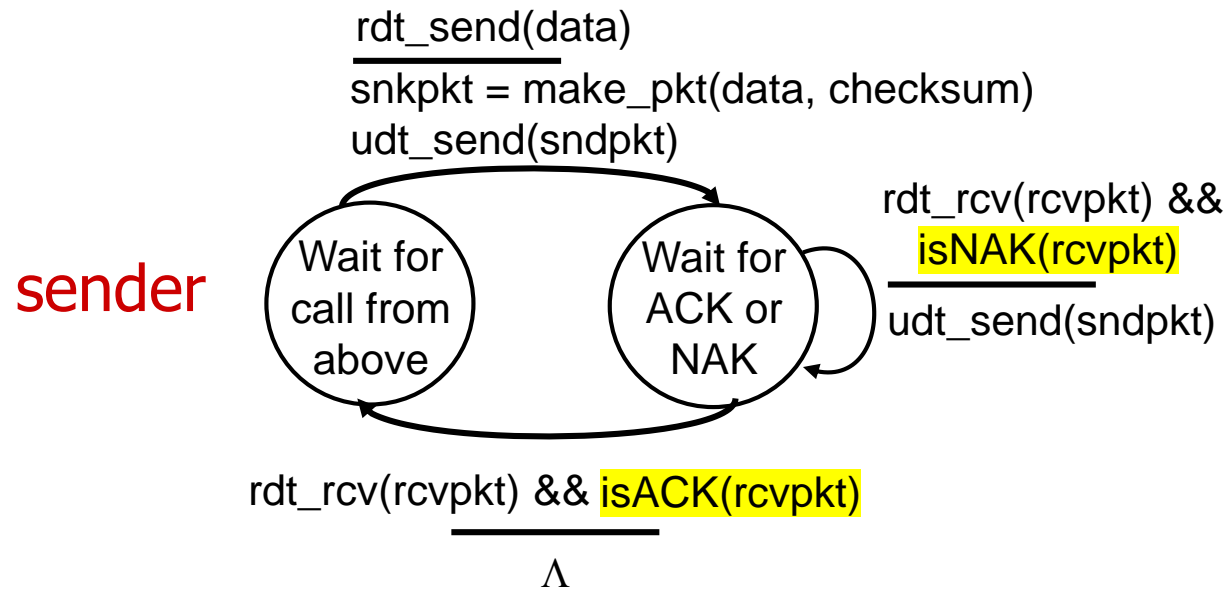 rdt_send(data)
snkpkt = make_pkt(data, checksum)
udt_send(sndpkt)
sender
Wait for
call from
above
Wait for
ACK or
NAK
rdt_rcv(rcvpkt) &&
isNAK(rcvpkt)
udt_send(sndpkt)
rdt_rcv(rcvpkt) && isACK(rcvpkt)
Λ